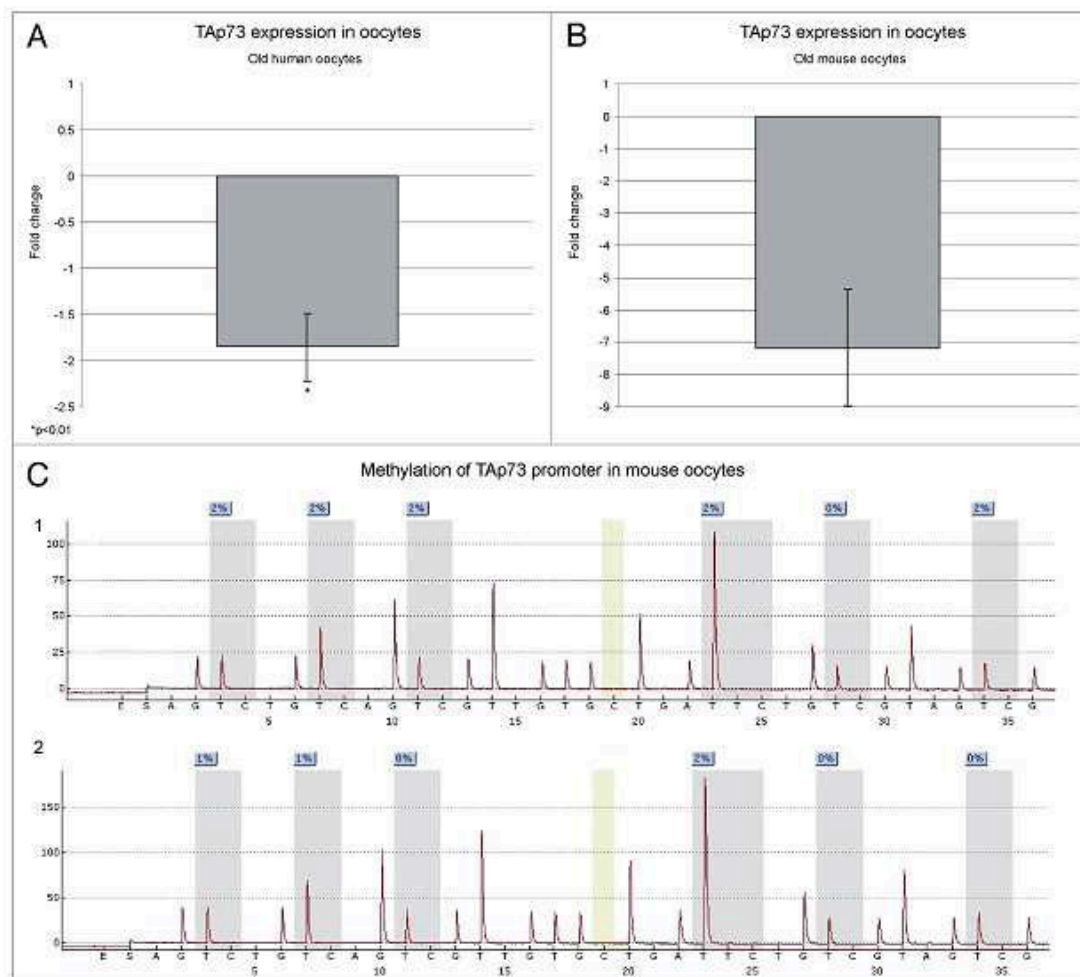 A
TAp73 expression in oocytes
Old human oocytes
1
0.5
0
-0.5
-1
-1.5
-2
-2.5
Fold change
*
*p<0.01
B
TAp73 expression in oocytes
Old mouse oocytes
1
0
-1
-2
-3
-4
-5
-6
-7
-8
-9
Fold change
C
Methylation of TAp73 promoter in mouse oocytes
1
2% 2% 2% 2% 0% 2%
100
75
50
25
0
E S A G T C T G T C A G T C G T T G T G C T G A T T C T G T C G T A G T C G
5 10 15 20 25 30 35
2
1% 1% 0% 2% 0% 0%
150
100
50
0
E S A G T C T G T C A G T C G T T G T G C T G A T T C T G T C G T A G T C G
5 10 15 20 25 30 35